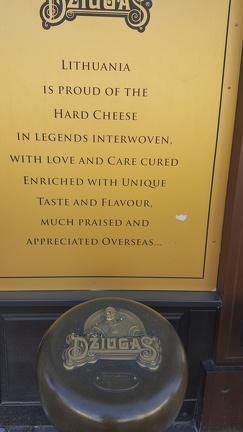 DŽIUGAS
LITHUANIA
IS PROUD OF THE
HARD CHEESE
IN LEGENDS INTERWOVEN,
WITH LOVE AND CARE CURED
ENRICHED WITH UNIQUE
TASTE AND FLAVOUR,
MUCH PRAISED AND
APPRECIATED OVERSEAS...
DŽIUGAS